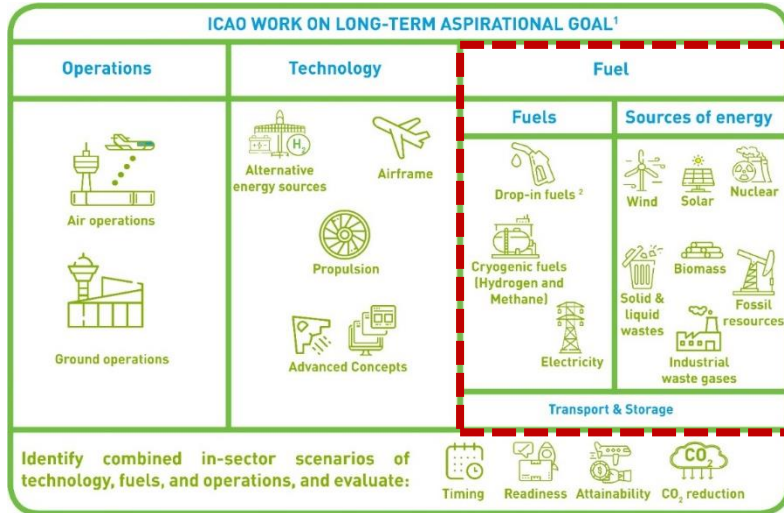 ICAO WORK ON LONG-TERM ASPIRATIONAL GOAL¹
Operations
Air operations
Ground operations
Technology
H₂
Alternative
energy sources
Airframe
Propulsion
Advanced Concepts
Fuel
Fuels
Drop-in fuels ²
Cryogenic fuels
(Hydrogen and
Methane)
Electricity
Sources of energy
Wind
Solar
Nuclear
Solid &
liquid
wastes
Biomass
Fossil
resources
Industrial
waste gases
Transport & Storage
Identify combined in-sector scenarios of
technology, fuels, and operations, and evaluate:
Timing
Readiness
Attainability
CO₂
CO₂ reduction